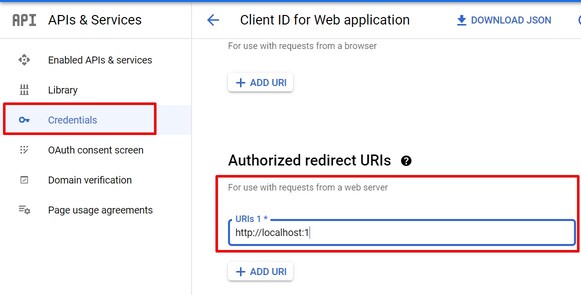 API APIs & Services
Client ID for Web application
DOWNLOAD JSON
Enabled APIs & services
Library
Credentials
OAuth consent screen
Domain verification
Page usage agreements
For use with requests from a browser
+ ADD URI
Authorized redirect URIs ?
For use with requests from a web server
URIs 1 *
http://localhost:1
+ ADD URI